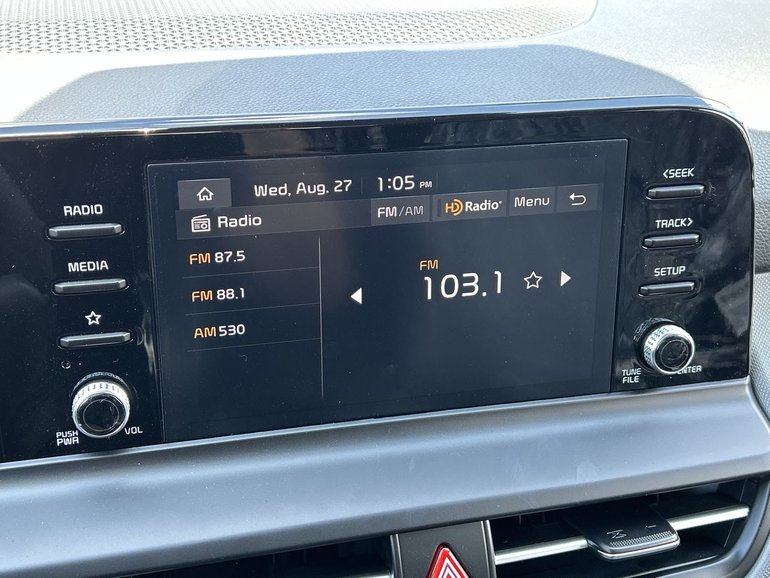 Wed, Aug. 27 1:05 PM
Radio FM/AM HD Radio Menu
FM 87.5
FM 88.1
AM 530
FM
103.1
RADIO
MEDIA
PUSH
PWR
VOL
<SEEK
TRACK>
SETUP
TUNE
FILE
ENTER